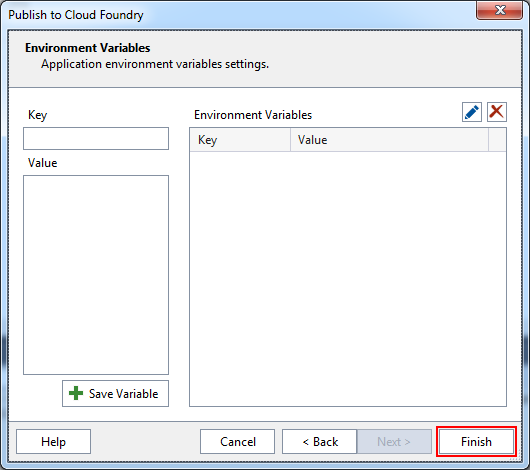 Publish to Cloud Foundry
Environment Variables
Application environment variables settings.
Key
Environment Variables
Key Value
Value
Save Variable
Help Cancel < Back Next > Finish